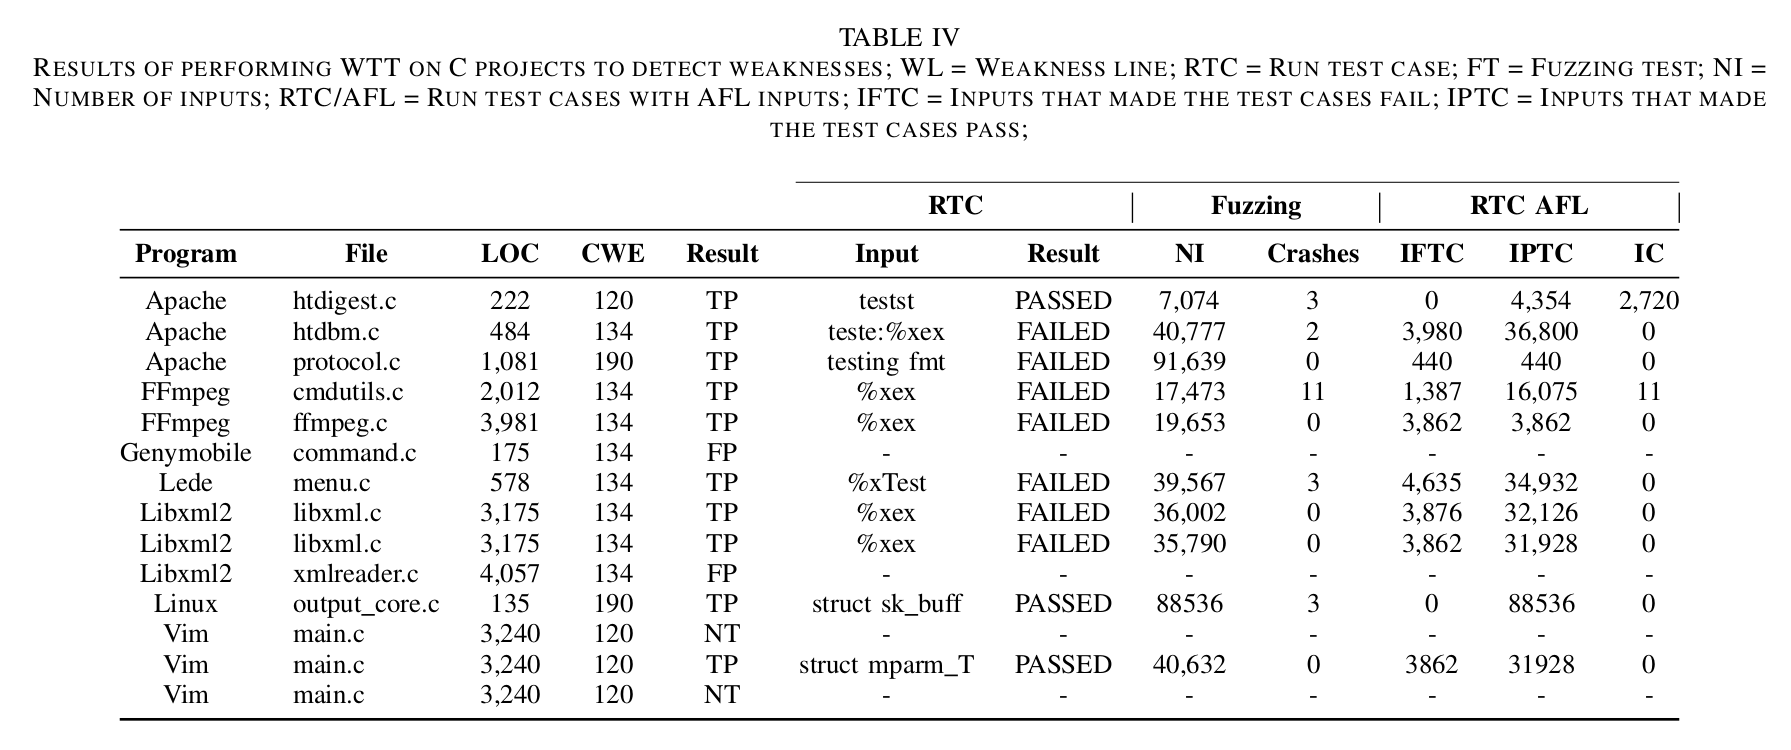 TABLE IV
RESULTS OF PERFORMING WTT ON C PROJECTS TO DETECT WEAKNESSES; WL = WEAKNESS LINE; RTC = RUN TEST CASE; FT = FUZZING TEST; NI =
NUMBER OF INPUTS; RTC/AFL = RUN TEST CASES WITH AFL INPUTS; IFTC = INPUTS THAT MADE THE TEST CASES FAIL; IPTC = INPUTS THAT MADE
THE TEST CASES PASS;
RTC | Fuzzing | RTC AFL |
Program File LOC CWE Result Input Result NI Crashes IFTC IPTC IC
Apache htdigest.c 222 120 TP testst PASSED 7,074 3 0 4,354 2,720
Apache htdbm.c 484 134 TP teste:%xex FAILED 40,777 2 3,980 36,800 0
Apache protocol.c 1,081 190 TP testing fmt FAILED 91,639 0 440 440 0
FFmpeg cmdutils.c 2,012 134 TP %xex FAILED 17,473 11 1,387 16,075 11
FFmpeg ffmpeg.c 3,981 134 TP %xex FAILED 19,653 0 3,862 3,862 0
Genymobile command.c 175 134 FP - - - - - - -
Lede menu.c 578 134 TP %xTest FAILED 39,567 3 4,635 34,932 0
Libxml2 libxml.c 3,175 134 TP %xex FAILED 36,002 0 3,876 32,126 0
Libxml2 libxml.c 3,175 134 TP %xex FAILED 35,790 0 3,862 31,928 0
Libxml2 xmlreader.c 4,057 134 FP - - - - - - -
Linux output_core.c 135 190 TP struct sk_buff PASSED 88536 3 0 88536 0
Vim main.c 3,240 120 NT - - - - - - -
Vim main.c 3,240 120 TP struct mparm_T PASSED 40,632 0 3862 31928 0
Vim main.c 3,240 120 NT - - - - - - -